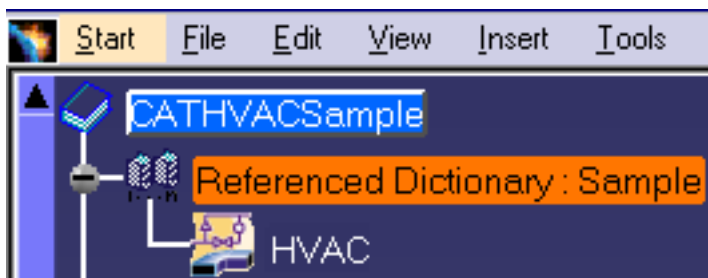 Start File Edit View Insert Tools
CATHVACSample
Referenced Dictionary : Sample
HVAC